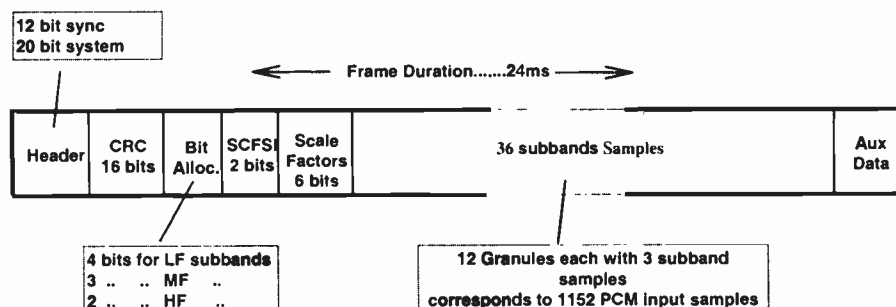 12 bit sync
20 bit system
Frame Duration.......24ms
Header
CRC
16 bits
Bit
Alloc.
SCFSI
2 bits
Scale
Factors
6 bits
36 subbands Samples
Aux
Data
4 bits for LF subbands
3 .. .. MF ..
2 .. .. HF ..
12 Granules each with 3 subband
samples
corresponds to 1152 PCM input samples